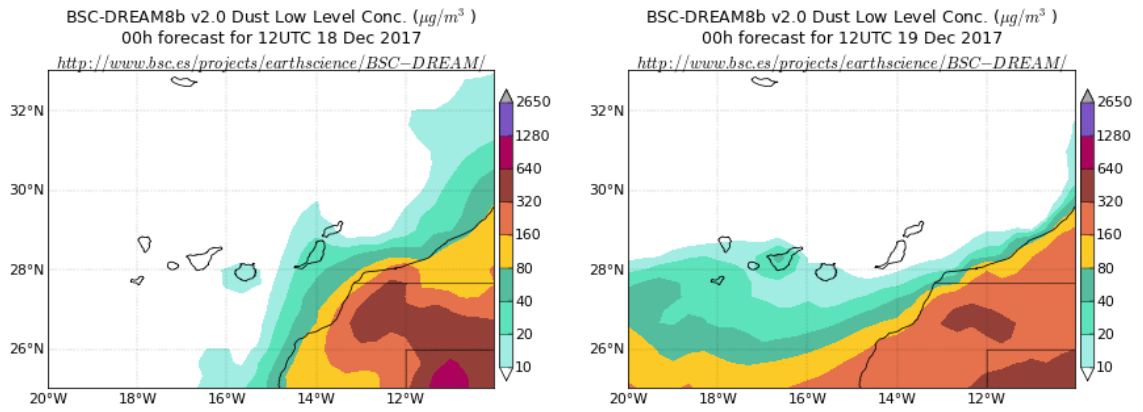 BSC-DREAM8b v2.0 Dust Low Level Conc. (μg/m³ )
00h forecast for 12UTC 18 Dec 2017
http://www.bsc.es/projects/earthscience/BSC−DREAM/
32°N
30°N
28°N
26°N
20°W 18°W 16°W 14°W 12°W
2650
1280
640
320
160
80
40
20
10
BSC-DREAM8b v2.0 Dust Low Level Conc. (μg/m³ )
00h forecast for 12UTC 19 Dec 2017
http://www.bsc.es/projects/earthscience/BSC−DREAM/
32°N
30°N
28°N
26°N
20°W 18°W 16°W 14°W 12°W
2650
1280
640
320
160
80
40
20
10